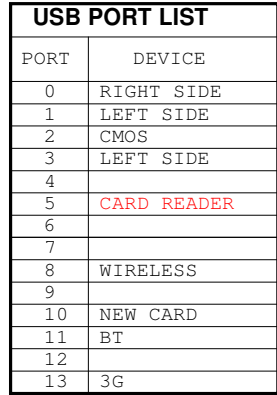 USB PORT LIST
PORT DEVICE
0 RIGHT SIDE
1 LEFT SIDE
2 CMOS
3 LEFT SIDE
4
5 CARD READER
6
7
8 WIRELESS
9
10 NEW CARD
11 BT
12
13 3G